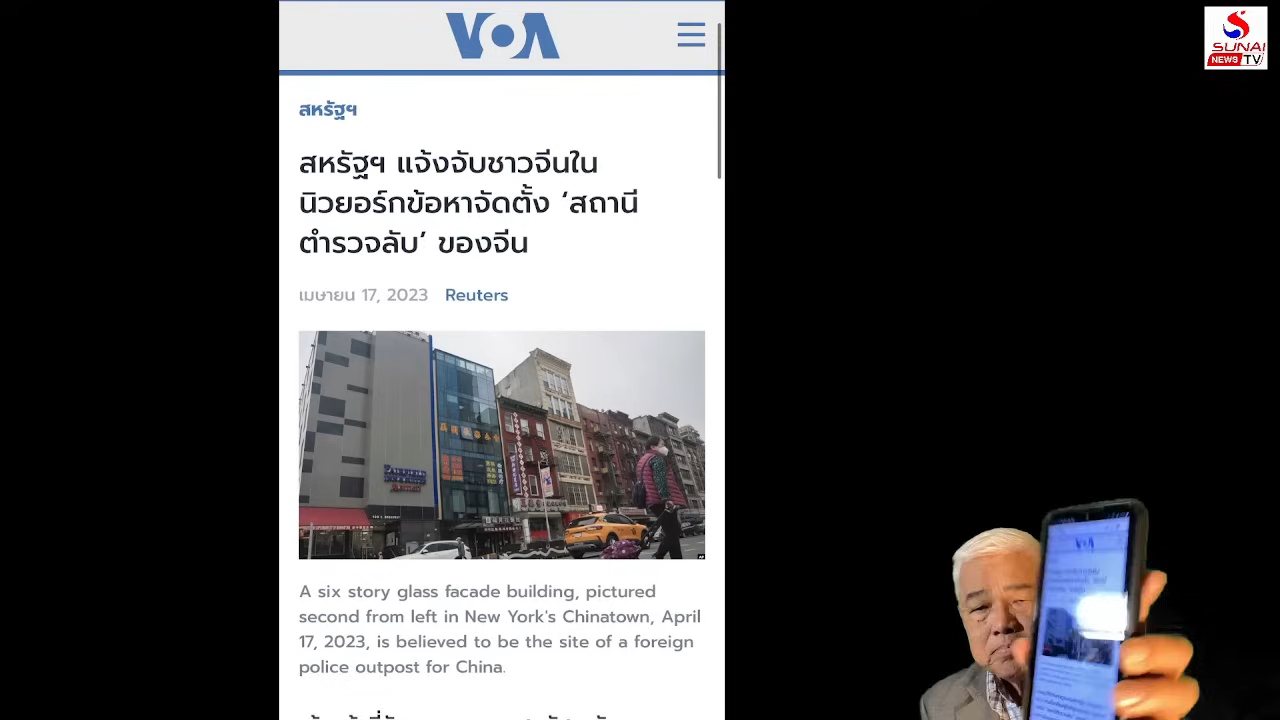 VOA
SUNAI
NEWS TV
สหรัฐฯ
สหรัฐฯ แจ้งจับชาวจีนใน
นิวยอร์กข้อหาจัดตั้ง ‘สถานี
ตำรวจลับ’ ของจีน
เมษายน 17, 2023 Reuters
A six story glass facade building, pictured
second from left in New York's Chinatown, April
17, 2023, is believed to be the site of a foreign
police outpost for China.
VOA